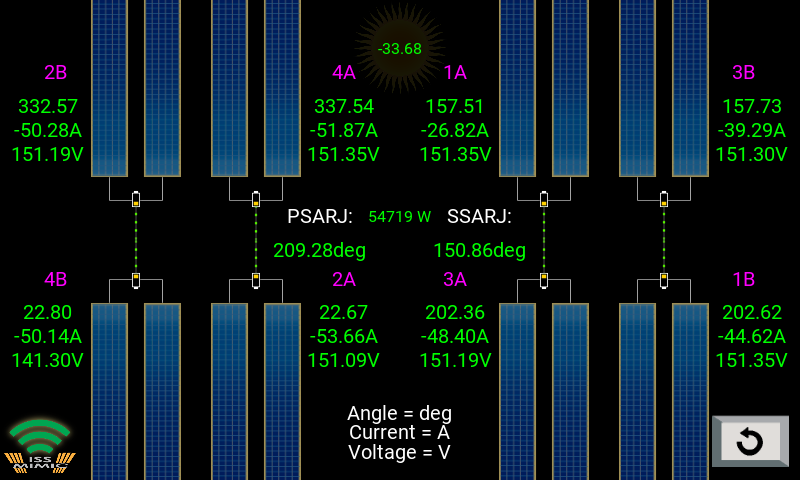 -33.68
2B
4A
1A
3B
332.57
337.54
157.51
157.73
-50.28A
-51.87A
-26.82A
-39.29A
151.19V
151.35V
151.35V
151.30V
PSARJ: 54719 W SSARJ:
209.28deg
150.86deg
4B
2A
3A
1B
22.80
22.67
202.36
202.62
-50.14A
-53.66A
-48.40A
-44.62A
141.30V
151.09V
151.19V
151.35V
Angle = deg
Current = A
Voltage = V
ISS
MIMIC